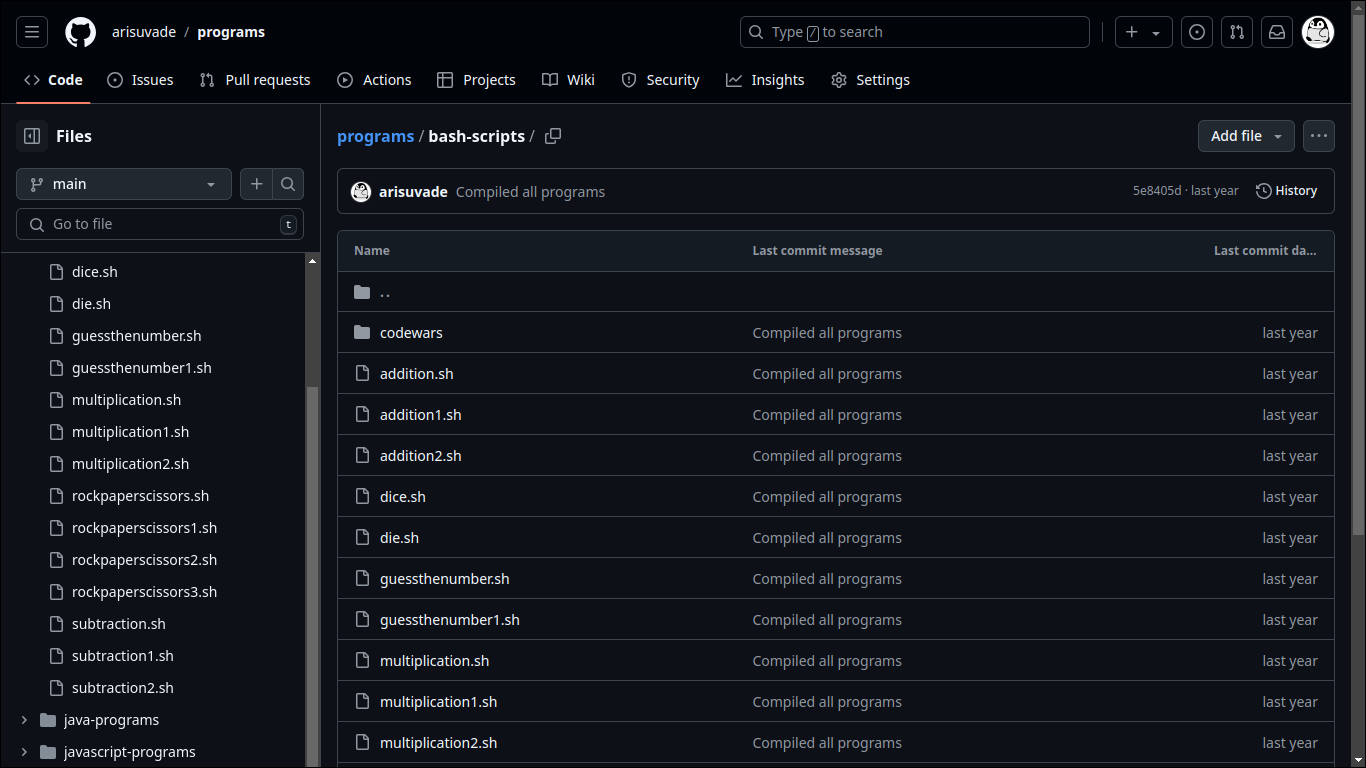 arisuvade / programs
Type / to search
Code Issues Pull requests Actions Projects Wiki Security Insights Settings
Files
main
Go to file t
dice.sh
die.sh
guessthenumber.sh
guessthenumber1.sh
multiplication.sh
multiplication1.sh
multiplication2.sh
rockpaperscissors.sh
rockpaperscissors1.sh
rockpaperscissors2.sh
rockpaperscissors3.sh
subtraction.sh
subtraction1.sh
subtraction2.sh
java-programs
javascript-programs
programs / bash-scripts /
Add file
arisuvade Compiled all programs
5e8405d · last year History
Name Last commit message Last commit da...
..
codewars Compiled all programs last year
addition.sh Compiled all programs last year
addition1.sh Compiled all programs last year
addition2.sh Compiled all programs last year
dice.sh Compiled all programs last year
die.sh Compiled all programs last year
guessthenumber.sh Compiled all programs last year
guessthenumber1.sh Compiled all programs last year
multiplication.sh Compiled all programs last year
multiplication1.sh Compiled all programs last year
multiplication2.sh Compiled all programs last year